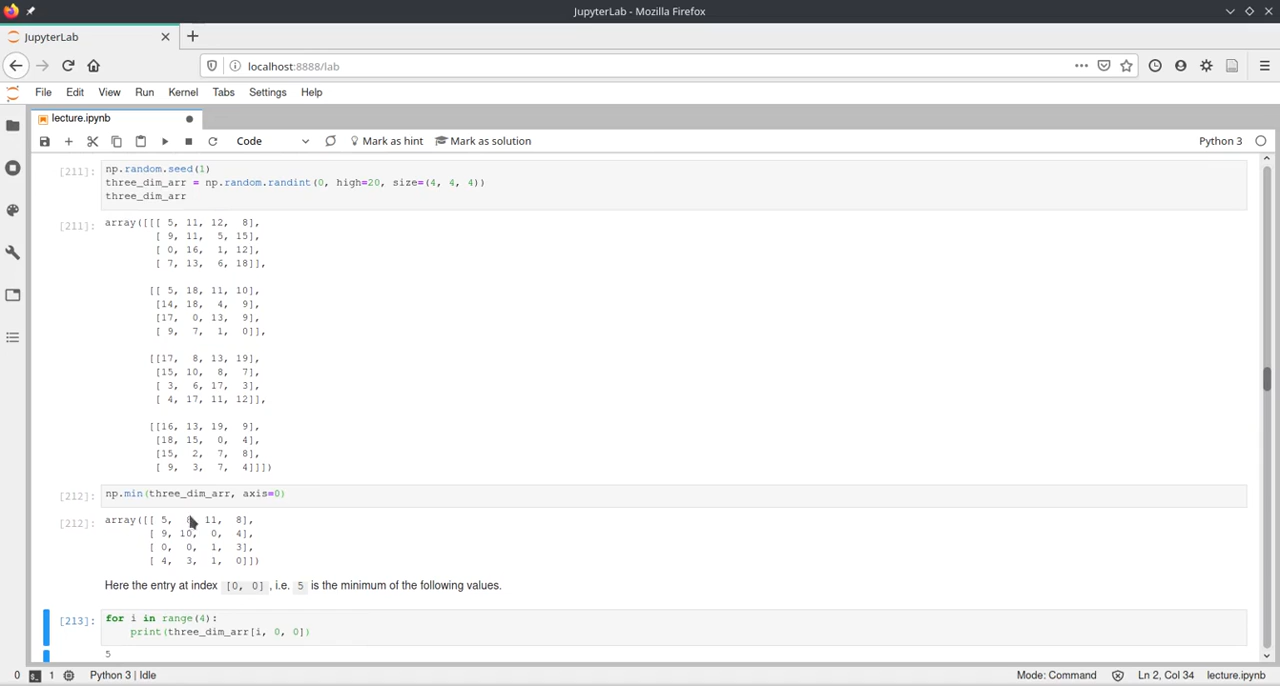 JupyterLab - Mozilla Firefox
JupyterLab
localhost:8888/lab
File Edit View Run Kernel Tabs Settings Help
lecture.ipynb
Code Mark as hint Mark as solution Python 3
[211]: np.random.seed(1)
three_dim_arr = np.random.randint(0, high=20, size=(4, 4, 4))
three_dim_arr
[211]: array([[[ 5, 11, 12, 8],
[ 9, 11, 5, 15],
[ 0, 16, 1, 12],
[ 7, 13, 6, 18]],
[[ 5, 18, 11, 10],
[14, 18, 4, 9],
[17, 0, 13, 9],
[ 9, 7, 1, 0]],
[[17, 8, 13, 19],
[15, 10, 8, 7],
[ 3, 6, 17, 3],
[ 4, 17, 11, 12]],
[[16, 13, 19, 9],
[18, 15, 0, 4],
[15, 2, 7, 8],
[ 9, 3, 7, 4]]])
[212]: np.min(three_dim_arr, axis=0)
[212]: array([[ 5, 8, 11, 8],
[ 9, 10, 0, 4],
[ 0, 0, 1, 3],
[ 4, 3, 1, 0]])
Here the entry at index [0, 0] , i.e. 5 is the minimum of the following values.
[213]: for i in range(4):
print(three_dim_arr[i, 0, 0])
5
0 1 Python 3 | Idle Mode: Command Ln 2, Col 34 lecture.ipynb